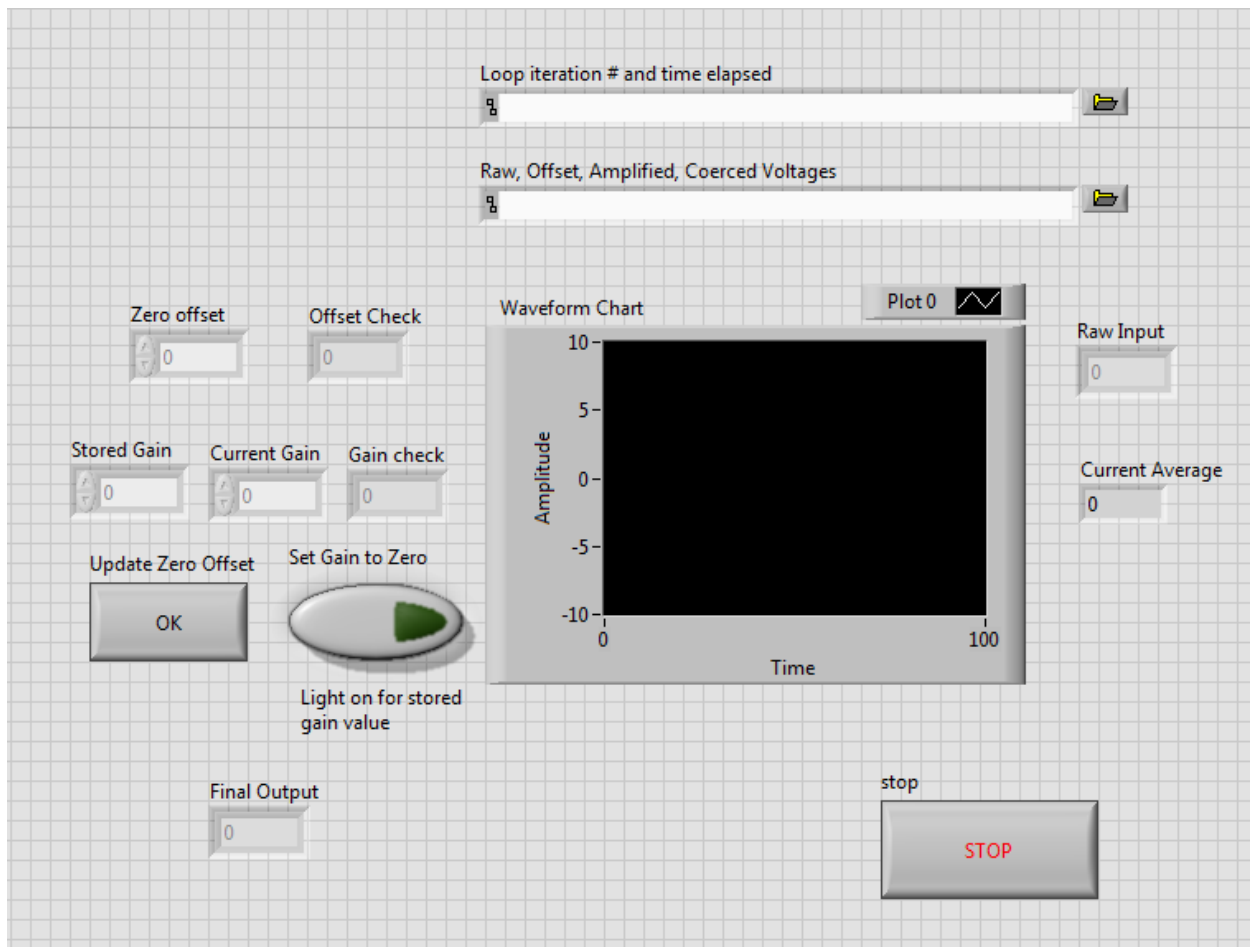 Loop iteration # and time elapsed
Raw, Offset, Amplified, Coerced Voltages
Zero offset
0
Offset Check
0
Stored Gain
0
Current Gain
0
Gain check
0
Update Zero Offset
OK
Set Gain to Zero
Light on for stored
gain value
Final Output
0
Waveform Chart
Plot 0
10
5
0
-5
-10
Amplitude
0
100
Time
Raw Input
0
Current Average
0
stop
STOP